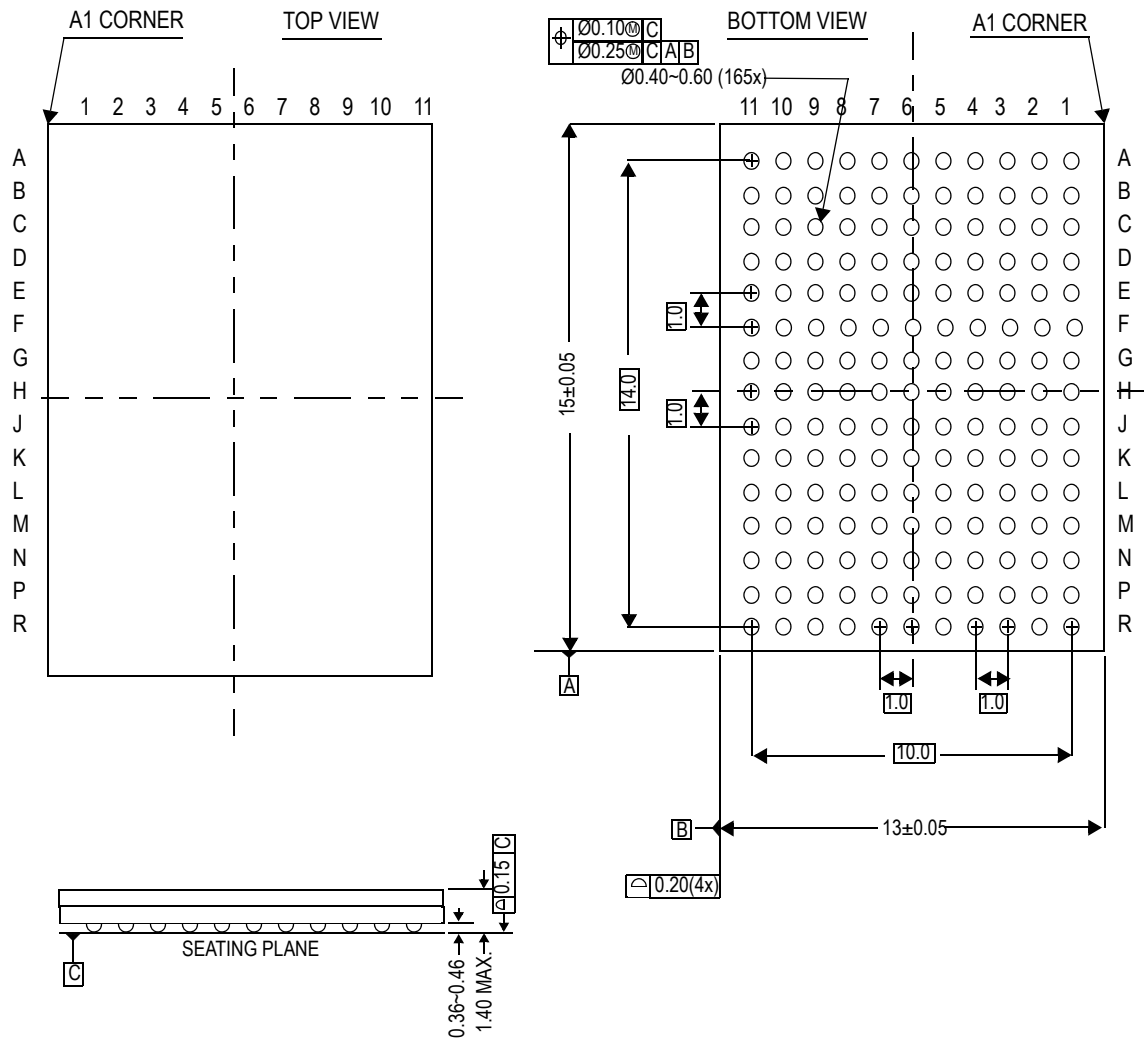 A1 CORNER
TOP VIEW
1 2 3 4 5 6 7 8 9 10 11
A
B
C
D
E
F
G
H
J
K
L
M
N
P
R
Ø0.10Ⓜ C
Ø0.25Ⓜ C A B
Ø0.40~0.60 (165x)
BOTTOM VIEW
A1 CORNER
11 10 9 8 7 6 5 4 3 2 1
A
B
C
D
E
F
G
H
J
K
L
M
N
P
R
1.0
1.0
15±0.05
14.0
A
1.0
1.0
10.0
B
13±0.05
0.20(4x)
0.15 C
SEATING PLANE
C
0.36~0.46
1.40 MAX.